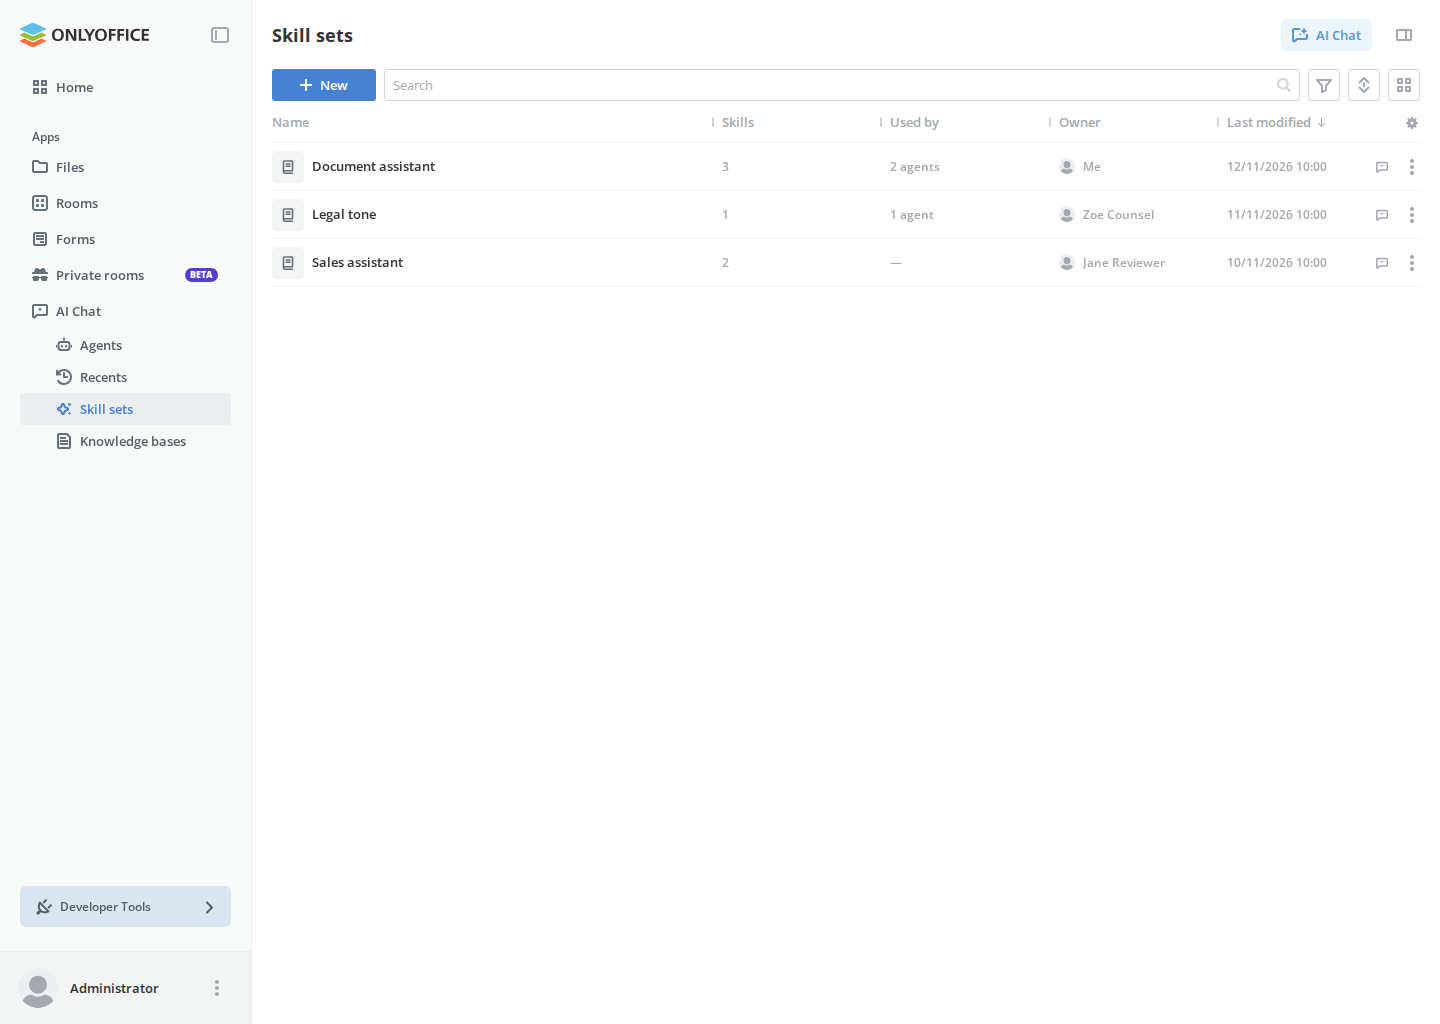 ONLYOFFICE
Home
Apps
Files
Rooms
Forms
Private rooms BETA
AI Chat
Agents
Recents
Skill sets
Knowledge bases
Developer Tools
Administrator
Skill sets
AI Chat
New
Search
Name Skills Used by Owner Last modified
Document assistant 3 2 agents Me 12/11/2026 10:00
Legal tone 1 1 agent Zoe Counsel 11/11/2026 10:00
Sales assistant 2 — Jane Reviewer 10/11/2026 10:00